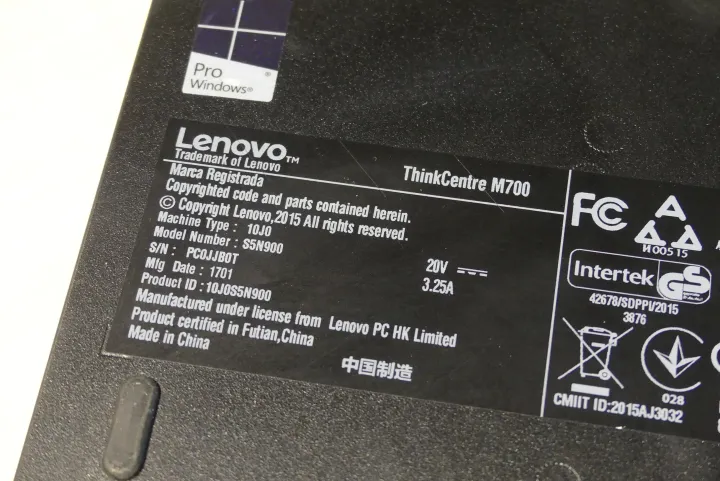 Pro
Windows®
Lenovo™
Trademark of Lenovo
ThinkCentre M700
Marca Registrada
Copyrighted code and parts contained herein.
© Copyright Lenovo,2015 All rights reserved.
Machine Type : 10J0
Model Number : S5N900
S/N : PC0JJB0T
Mfg Date : 1701
Product ID : 10J0S5N900
20V
3.25A
Manufactured under license from Lenovo PC HK Limited
Product certified in Futian,China
Made in China
中国制造
FC
И005 15
Intertek GS
42678/SDPPI/2015
3876
028
CMIIT ID:2015AJ3032